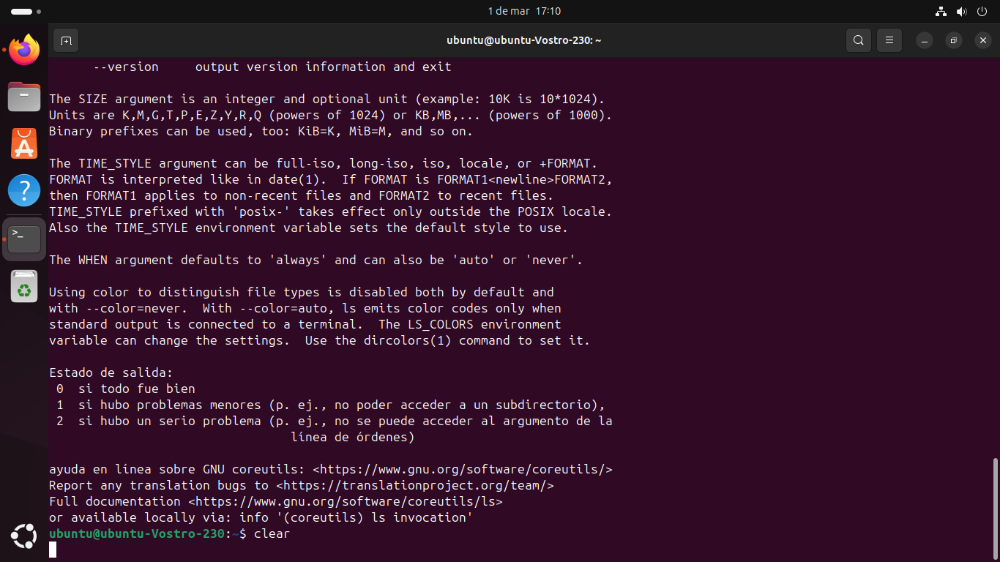 1 de mar 17:10
ubuntu@ubuntu-Vostro-230: ~
      --version     output version information and exit
The SIZE argument is an integer and optional unit (example: 10K is 10*1024).
Units are K,M,G,T,P,E,Z,Y,R,Q (powers of 1024) or KB,MB,... (powers of 1000).
Binary prefixes can be used, too: KiB=K, MiB=M, and so on.
The TIME_STYLE argument can be full-iso, long-iso, iso, locale, or +FORMAT.
FORMAT is interpreted like in date(1).  If FORMAT is FORMAT1<newline>FORMAT2,
then FORMAT1 applies to non-recent files and FORMAT2 to recent files.
TIME_STYLE prefixed with 'posix-' takes effect only outside the POSIX locale.
Also the TIME_STYLE environment variable sets the default style to use.
The WHEN argument defaults to 'always' and can also be 'auto' or 'never'.
Using color to distinguish file types is disabled both by default and
with --color=never.  With --color=auto, ls emits color codes only when
standard output is connected to a terminal.  The LS_COLORS environment
variable can change the settings.  Use the dircolors(1) command to set it.
Estado de salida:
 0  si todo fue bien
 1  si hubo problemas menores (p. ej., no poder acceder a un subdirectorio),
 2  si hubo un serio problema (p. ej., no se puede acceder al argumento de la
                                 línea de órdenes)
ayuda en línea sobre GNU coreutils: <https://www.gnu.org/software/coreutils/>
Report any translation bugs to <https://translationproject.org/team/>
Full documentation <https://www.gnu.org/software/coreutils/ls>
or available locally via: info '(coreutils) ls invocation'
ubuntu@ubuntu-Vostro-230:~$ clear